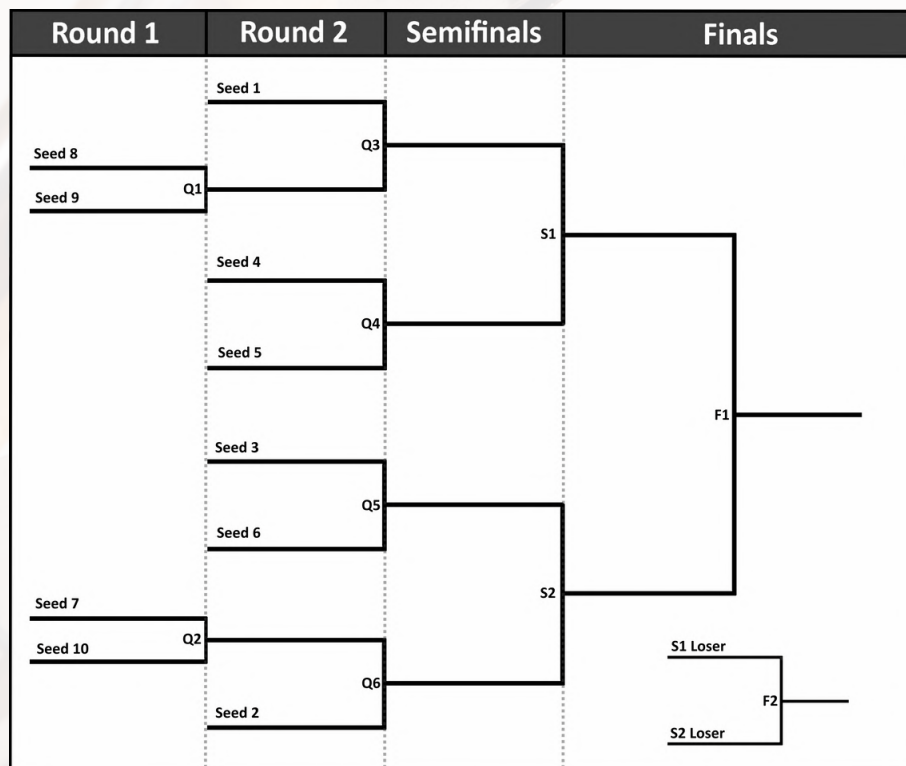 Round 1 Round 2 Semifinals Finals
Seed 1
Q3
Seed 8
Q1
Seed 9
S1
Seed 4
Q4
Seed 5
F1
Seed 3
Q5
Seed 6
S2
Seed 7
Q2
Seed 10
Q6
Seed 2
S1 Loser
F2
S2 Loser